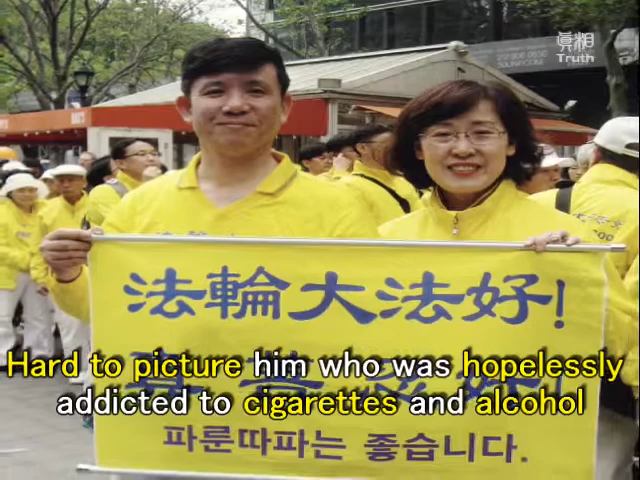 眞相
Truth
法輪大法好!
Hard to picture him who was hopelessly
addicted to cigarettes and alcohol
파룬따파는 좋습니다.